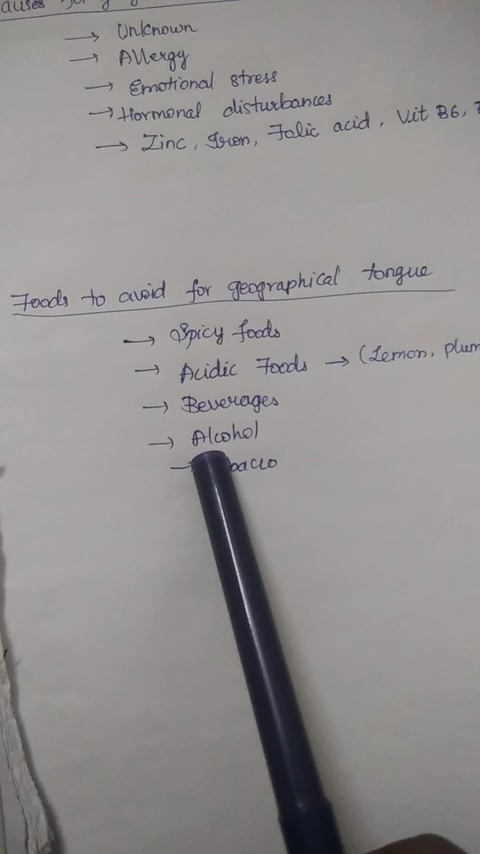 Unknown
→ Allergy
→ Emotional stress
→ Hormonal disturbances
→ Zinc, Iron, Folic acid, Vit B6,
Foods to avoid for geographical tongue
→ Spicy foods
→ Acidic Foods → (Lemon, plum
→ Beverages
→ Alcohol